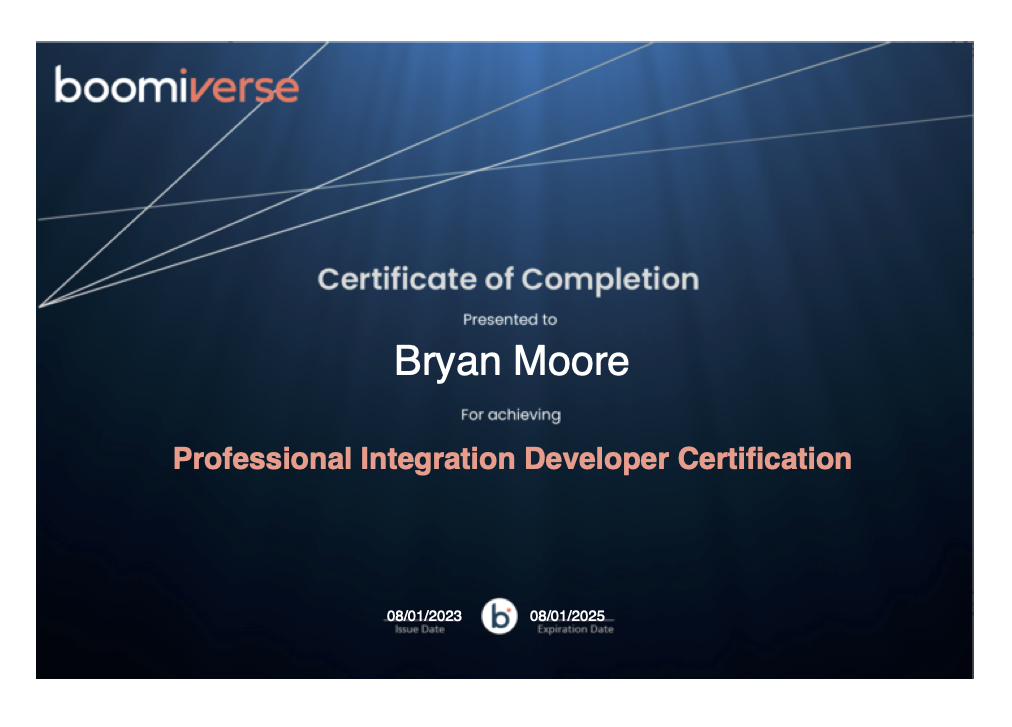 boomiverse
Certificate of Completion
Presented to
Bryan Moore
For achieving
Professional Integration Developer Certification
08/01/2023 b 08/01/2025
Issue Date Expiration Date